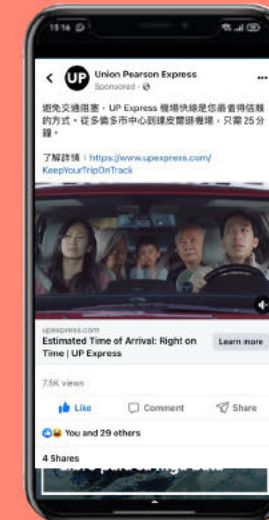 15:14
UP Union Pearson Express
Sponsored
避免交通阻塞，UP Express 機場快線是您最值得信賴
的方式。從多倫多市中心到達皮爾遜機場，只需 25 分
鐘。
了解詳情：https://www.upexpress.com/
KeepYourTripOnTrack
upexpress.com
Estimated Time of Arrival: Right on
Time | UP Express
Learn more
7.5K views
Like
Comment
Share
You and 29 others
4 Shares